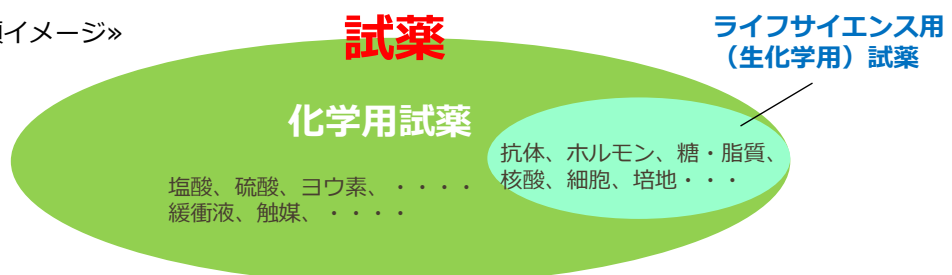 イメージ»
試薬
ライフサイエンス用
（生化学用）試薬
化学用試薬
抗体、ホルモン、糖・脂質、
核酸、細胞、培地・・・
塩酸、硫酸、ヨウ素、・・・・
緩衝液、触媒、・・・・